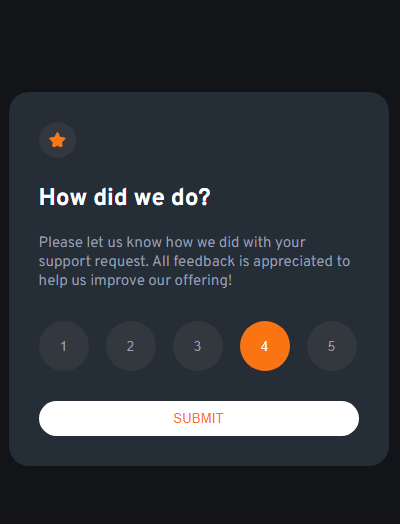 How did we do?
Please let us know how we did with your
support request. All feedback is appreciated to
help us improve our offering!
1 2 3 4 5
SUBMIT